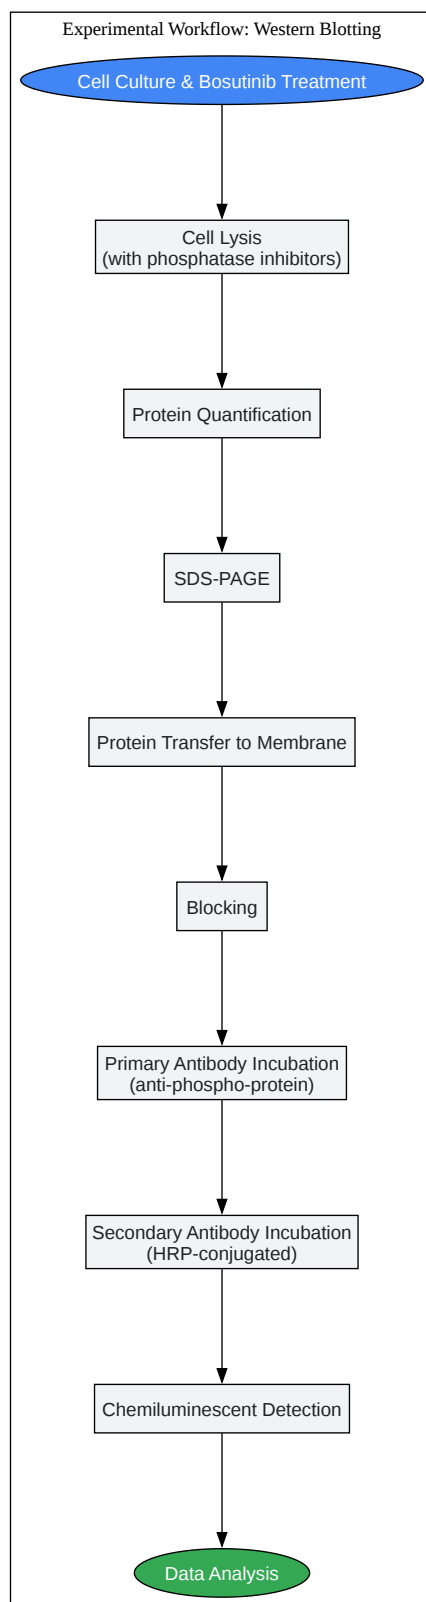 Experimental Workflow: Western Blotting
Cell Culture & Bosutinib Treatment
Cell Lysis
(with phosphatase inhibitors)
Protein Quantification
SDS-PAGE
Protein Transfer to Membrane
Blocking
Primary Antibody Incubation
(anti-phospho-protein)
Secondary Antibody Incubation
(HRP-conjugated)
Chemiluminescent Detection
Data Analysis